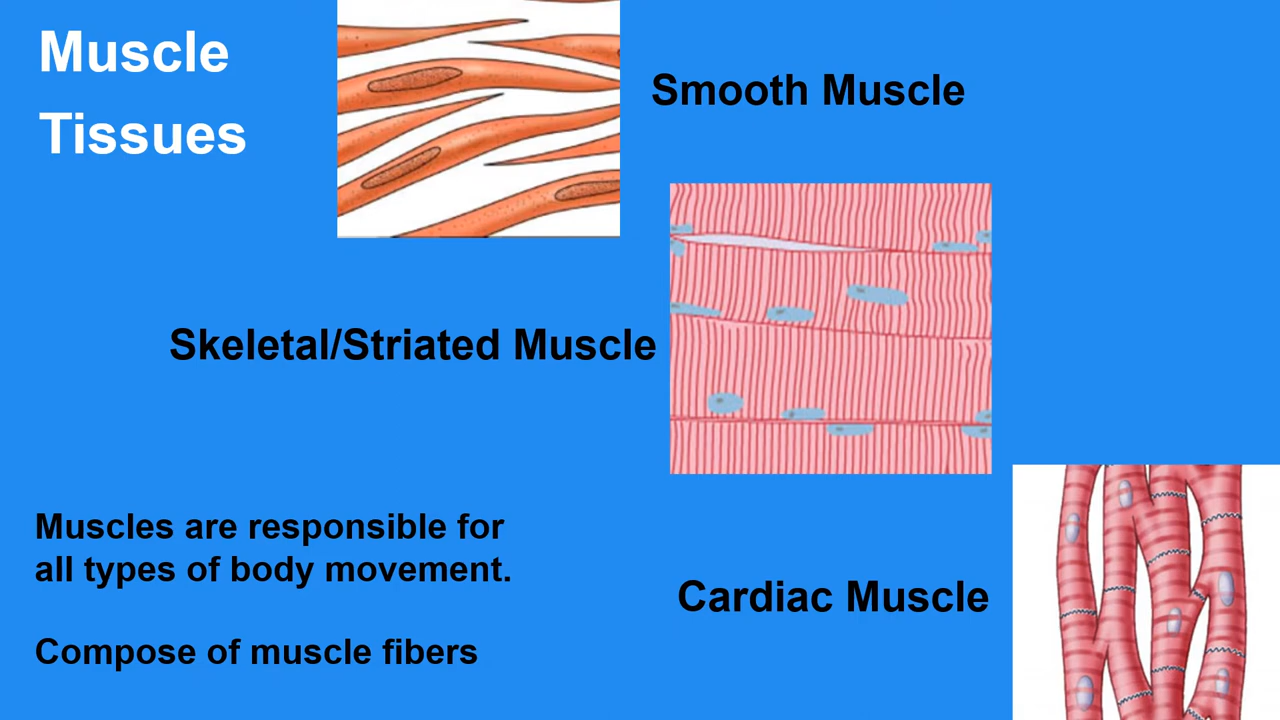 Muscle
Tissues
Smooth Muscle
Skeletal/Striated Muscle
Muscles are responsible for
all types of body movement.
Cardiac Muscle
Compose of muscle fibers